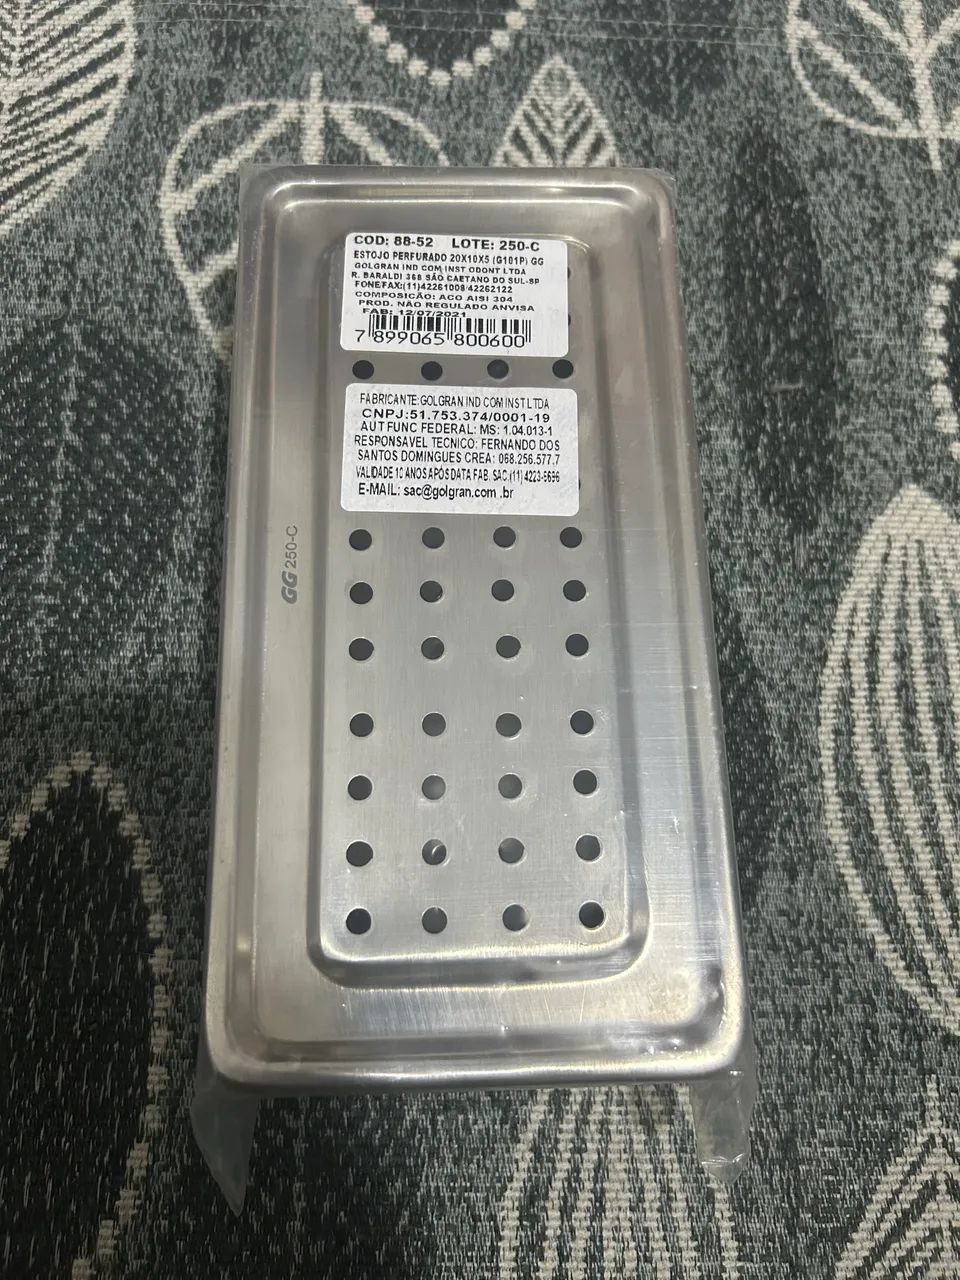 COD: 88-52 LOTE: 250-C
ESTOJO PERFURADO 20X10X5 (G101P) GG
GOLGRAN IND COM INST ODONT LTDA
R. BARALDI 368 SÃO CAETANO DO SUL-SP
FONE/FAX:(11)42261008/42262122
COMPOSICÃO: ACO AISI 304
PROD. NÃO REGULADO ANVISA
FAB: 12/07/2021
7 899065 800600
FABRICANTE:GOLGRAN IND COM INST LTDA
CNPJ:51.753.374/0001-19
AUT FUNC FEDERAL: MS: 1.04.013-1
RESPONSAVEL TECNICO: FERNANDO DOS
SANTOS DOMINGUES CREA: 068.256.577.7
VALIDADE 10 ANOS APÓS DATA FAB. SAC:(11) 4223-5696
E-MAIL: sac@golgran.com .br
GG 250-C